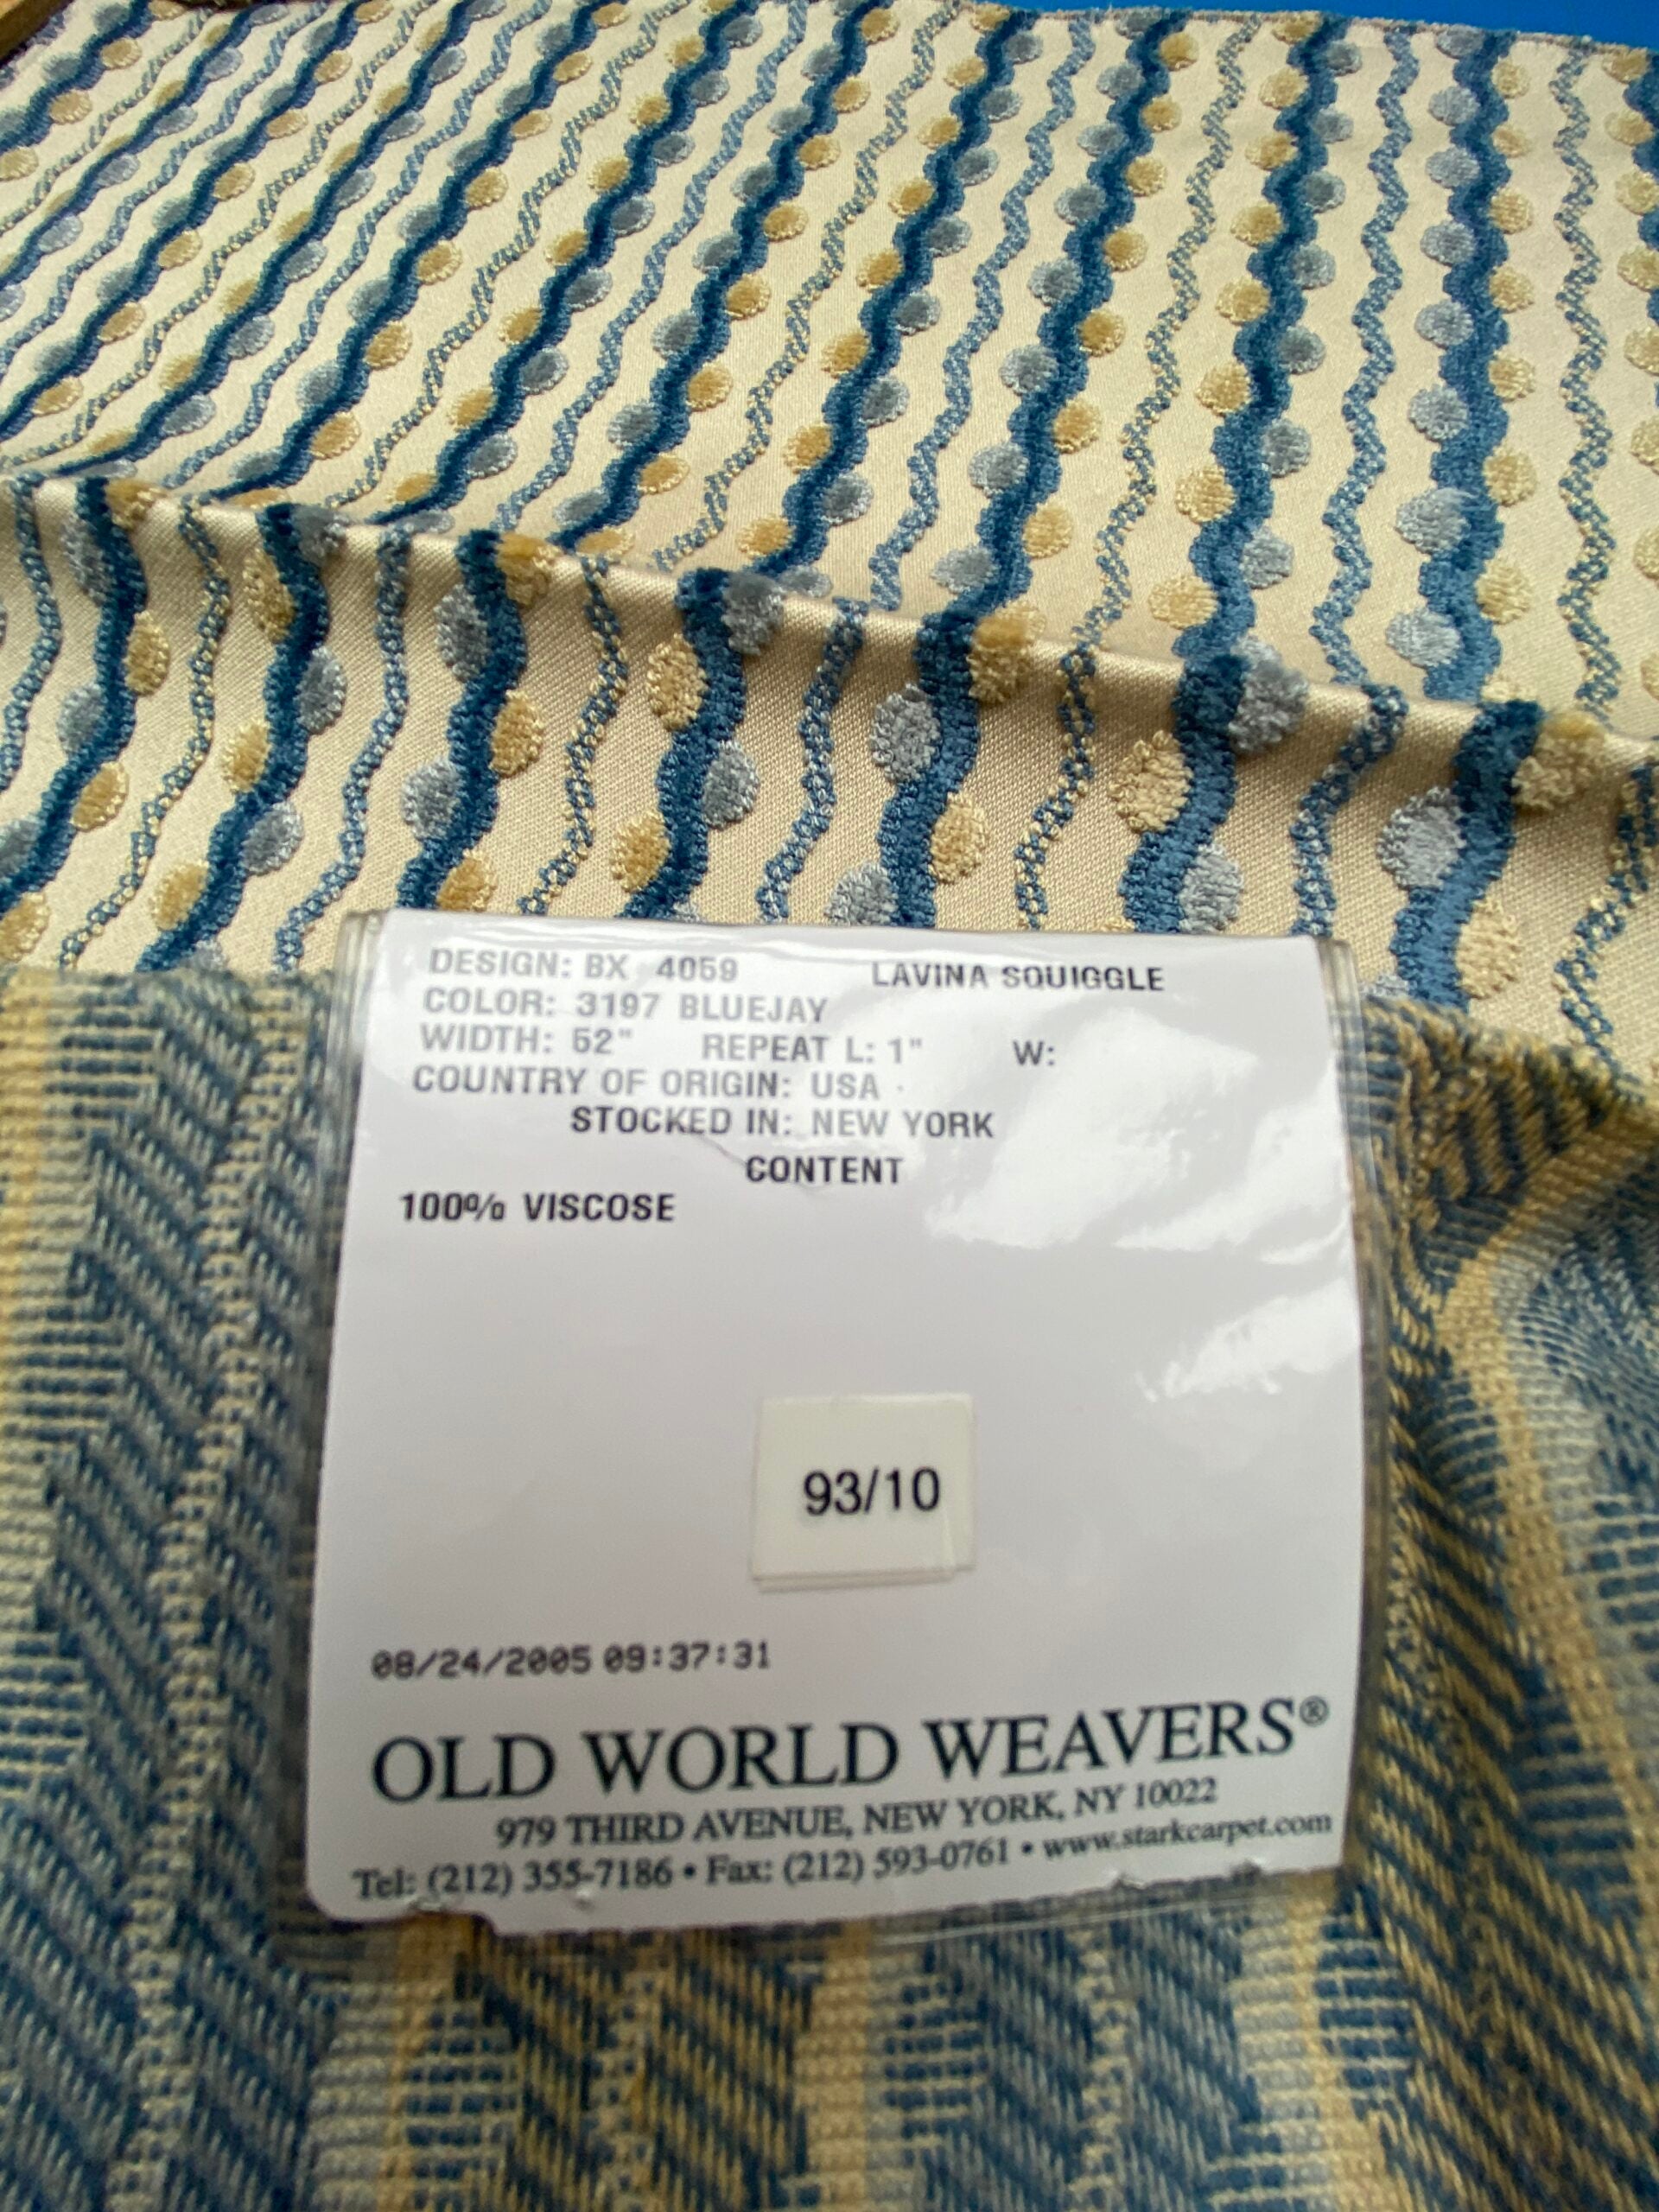 DESIGN: BX 4059 LAVINA SQUIGGLE
COLOR: 3197 BLUEJAY
WIDTH: 52" REPEAT L: 1" W:
COUNTRY OF ORIGIN: USA
STOCKED IN: NEW YORK
CONTENT
100% VISCOSE
93/10
08/24/2005 09:37:31
OLD WORLD WEAVERS®
979 THIRD AVENUE, NEW YORK, NY 10022
Tel: (212) 355-7186 • Fax: (212) 593-0761 • www.starkcarpet.com